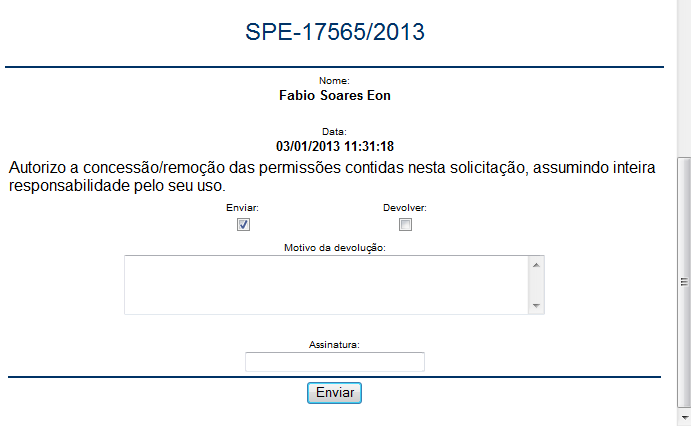 SPE-17565/2013
Nome:
Fabio Soares Eon
Data:
03/01/2013 11:31:18
Autorizo a concessão/remoção das permissões contidas nesta solicitação, assumindo inteira
responsabilidade pelo seu uso.
Enviar: Devolver:
Motivo da devolução:
Assinatura:
Enviar